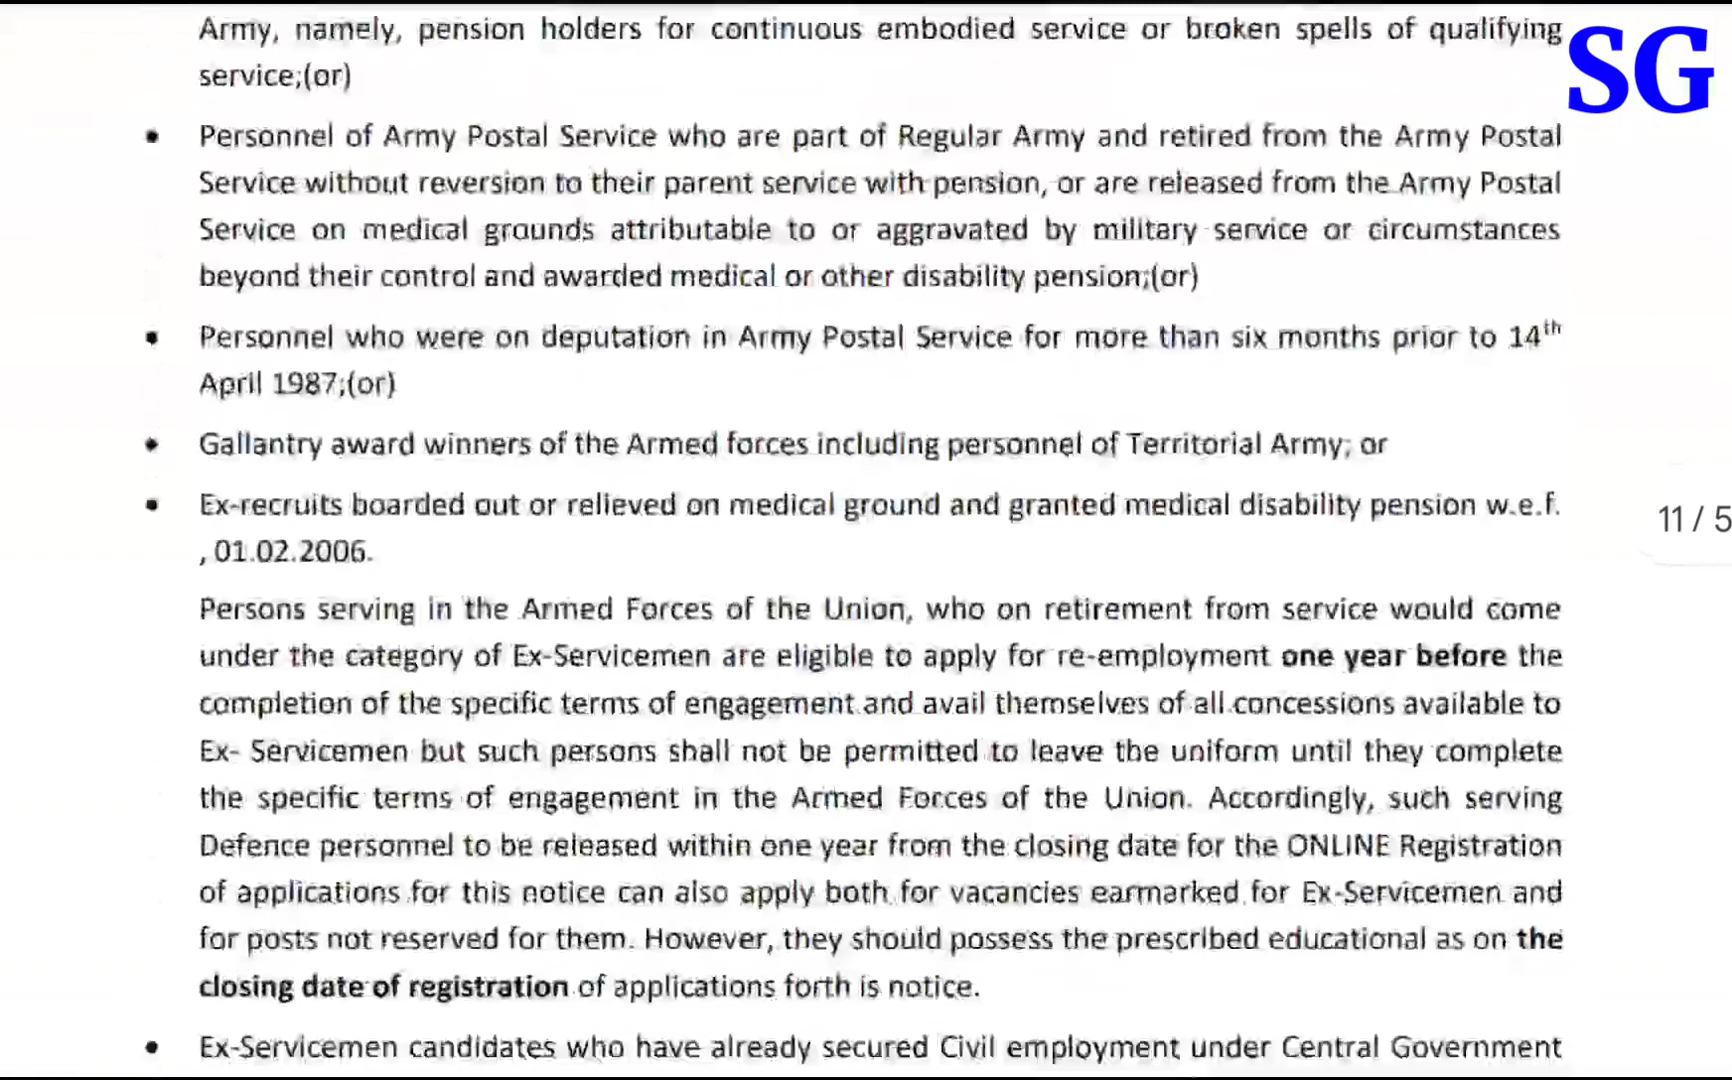 Army, namely, pension holders for continuous embodied service or broken spells of qualifying
service;(or)
SG
• Personnel of Army Postal Service who are part of Regular Army and retired from the Army Postal
Service without reversion to their parent service with pension, or are released from the Army Postal
Service on medical grounds attributable to or aggravated by military service or circumstances
beyond their control and awarded medical or other disability pension;(or)
• Personnel who were on deputation in Army Postal Service for more than six months prior to 14th
April 1987;(or)
• Gallantry award winners of the Armed forces including personnel of Territorial Army; or
• Ex-recruits boarded out or relieved on medical ground and granted medical disability pension w.e.f.
, 01.02.2006.
11 / 5
Persons serving in the Armed Forces of the Union, who on retirement from service would come
under the category of Ex-Servicemen are eligible to apply for re-employment one year before the
completion of the specific terms of engagement and avail themselves of all concessions available to
Ex- Servicemen but such persons shall not be permitted to leave the uniform until they complete
the specific terms of engagement in the Armed Forces of the Union. Accordingly, such serving
Defence personnel to be released within one year from the closing date for the ONLINE Registration
of applications for this notice can also apply both for vacancies earmarked for Ex-Servicemen and
for posts not reserved for them. However, they should possess the prescribed educational as on the
closing date of registration of applications forth is notice.
• Ex-Servicemen candidates who have already secured Civil employment under Central Government